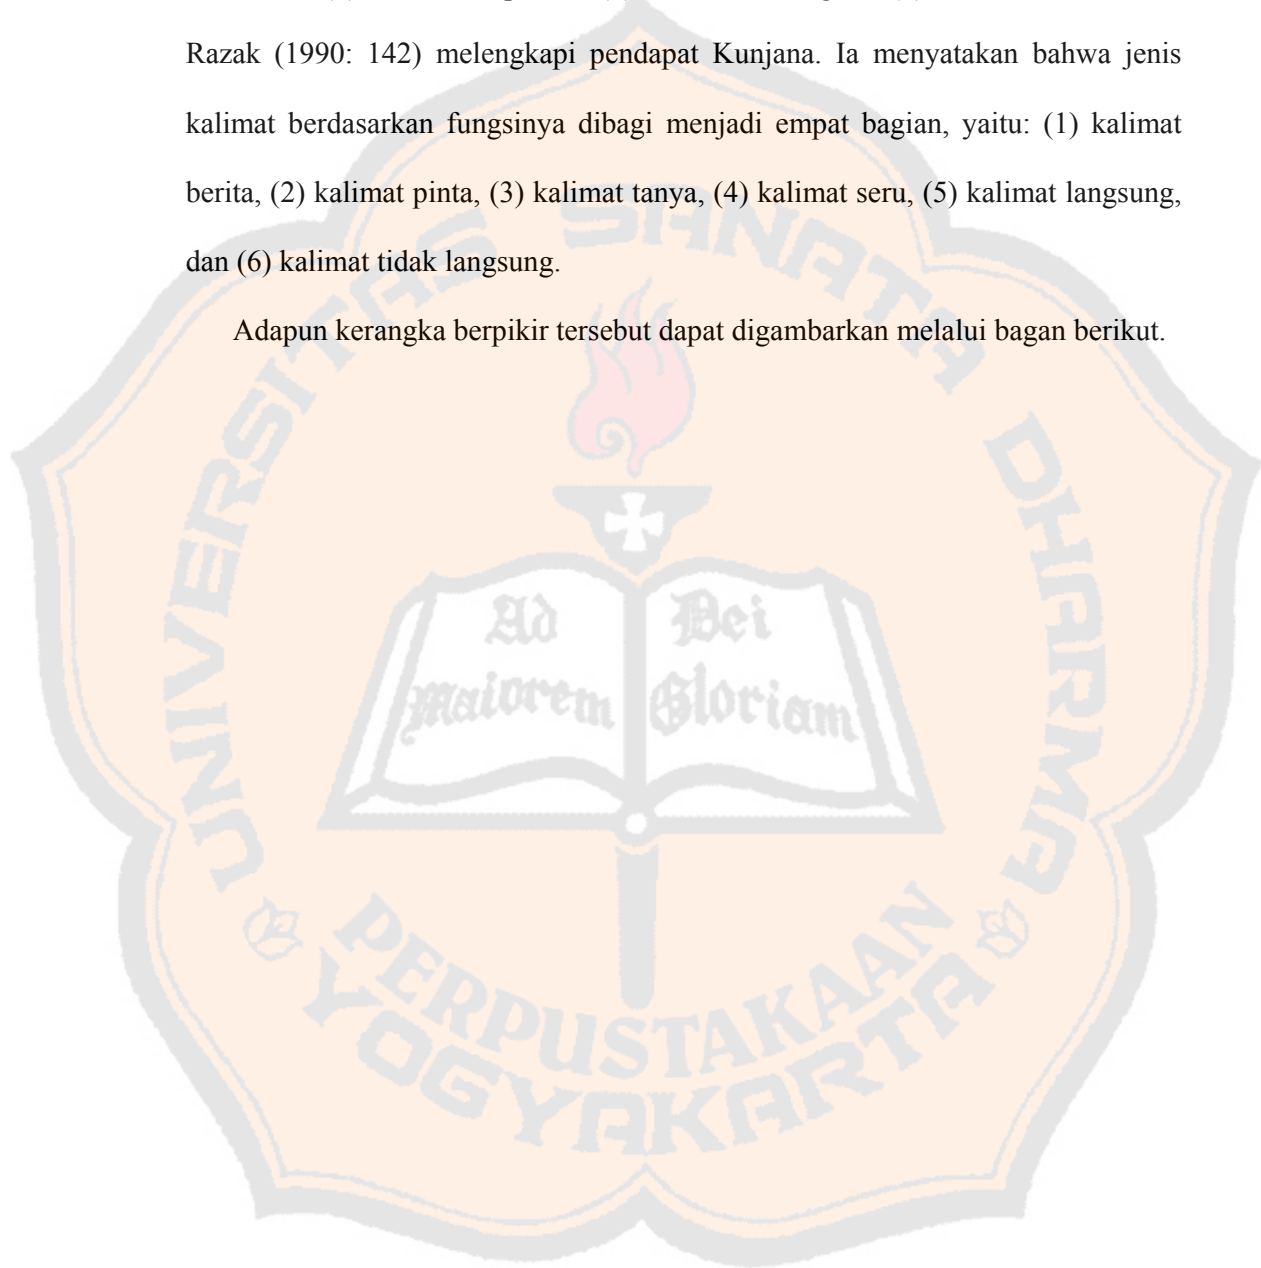 Razak (1990: 142) melengkapi pendapat Kunjana. Ia menyatakan bahwa jenis
kalimat berdasarkan fungsinya dibagi menjadi empat bagian, yaitu: (1) kalimat
berita, (2) kalimat pinta, (3) kalimat tanya, (4) kalimat seru, (5) kalimat langsung,
dan (6) kalimat tidak langsung.
Adapun kerangka berpikir tersebut dapat digambarkan melalui bagan berikut.
UNIVERSITAS SANATA DHARMA
Ad Dei
Maiorem Gloriam
PERPUSTAKAAN
YOGYAKARTA